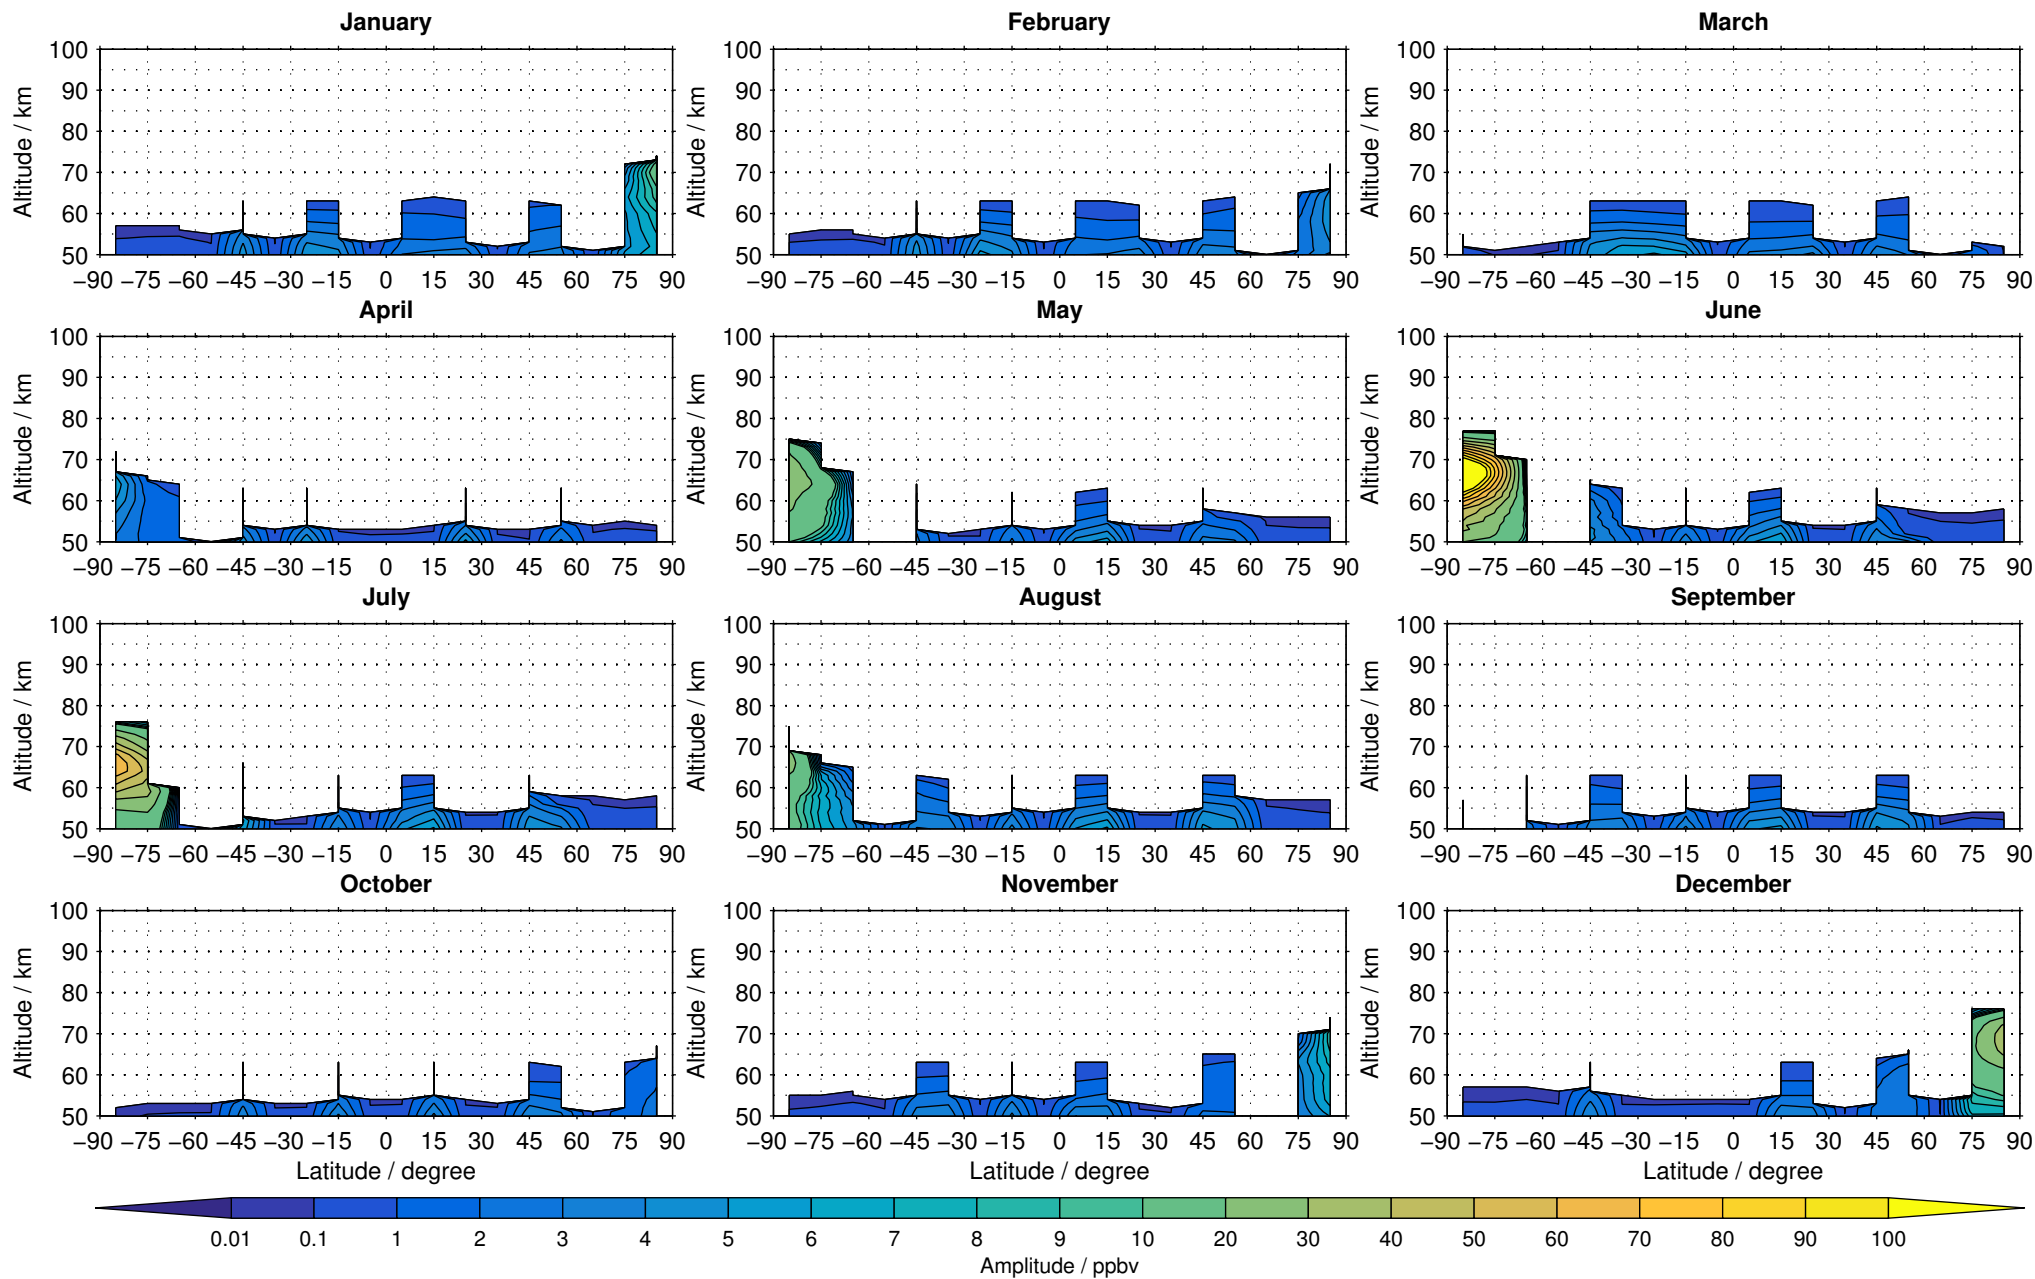 January February March
100 100 100
90 90 90
80 80 80
70 70 70
60 60 60
50 50 50
Altitude / km Altitude / km Altitude / km
−90 −75 −60 −45 −30 −15 0 15 30 45 60 75 90 −90 −75 −60 −45 −30 −15 0 15 30 45 60 75 90 −90 −75 −60 −45 −30 −15 0 15 30 45 60 75 90
April May June
100 100 100
90 90 90
80 80 80
70 70 70
60 60 60
50 50 50
Altitude / km Altitude / km Altitude / km
−90 −75 −60 −45 −30 −15 0 15 30 45 60 75 90 −90 −75 −60 −45 −30 −15 0 15 30 45 60 75 90 −90 −75 −60 −45 −30 −15 0 15 30 45 60 75 90
July August September
100 100 100
90 90 90
80 80 80
70 70 70
60 60 60
50 50 50
Altitude / km Altitude / km Altitude / km
−90 −75 −60 −45 −30 −15 0 15 30 45 60 75 90 −90 −75 −60 −45 −30 −15 0 15 30 45 60 75 90 −90 −75 −60 −45 −30 −15 0 15 30 45 60 75 90
October November December
100 100 100
90 90 90
80 80 80
70 70 70
60 60 60
50 50 50
Altitude / km Altitude / km Altitude / km
−90 −75 −60 −45 −30 −15 0 15 30 45 60 75 90 −90 −75 −60 −45 −30 −15 0 15 30 45 60 75 90 −90 −75 −60 −45 −30 −15 0 15 30 45 60 75 90
Latitude / degree Latitude / degree Latitude / degree
0.01 0.1 1 2 3 4 5 6 7 8 9 10 20 30 40 50 60 70 80 90 100
Amplitude / ppbv